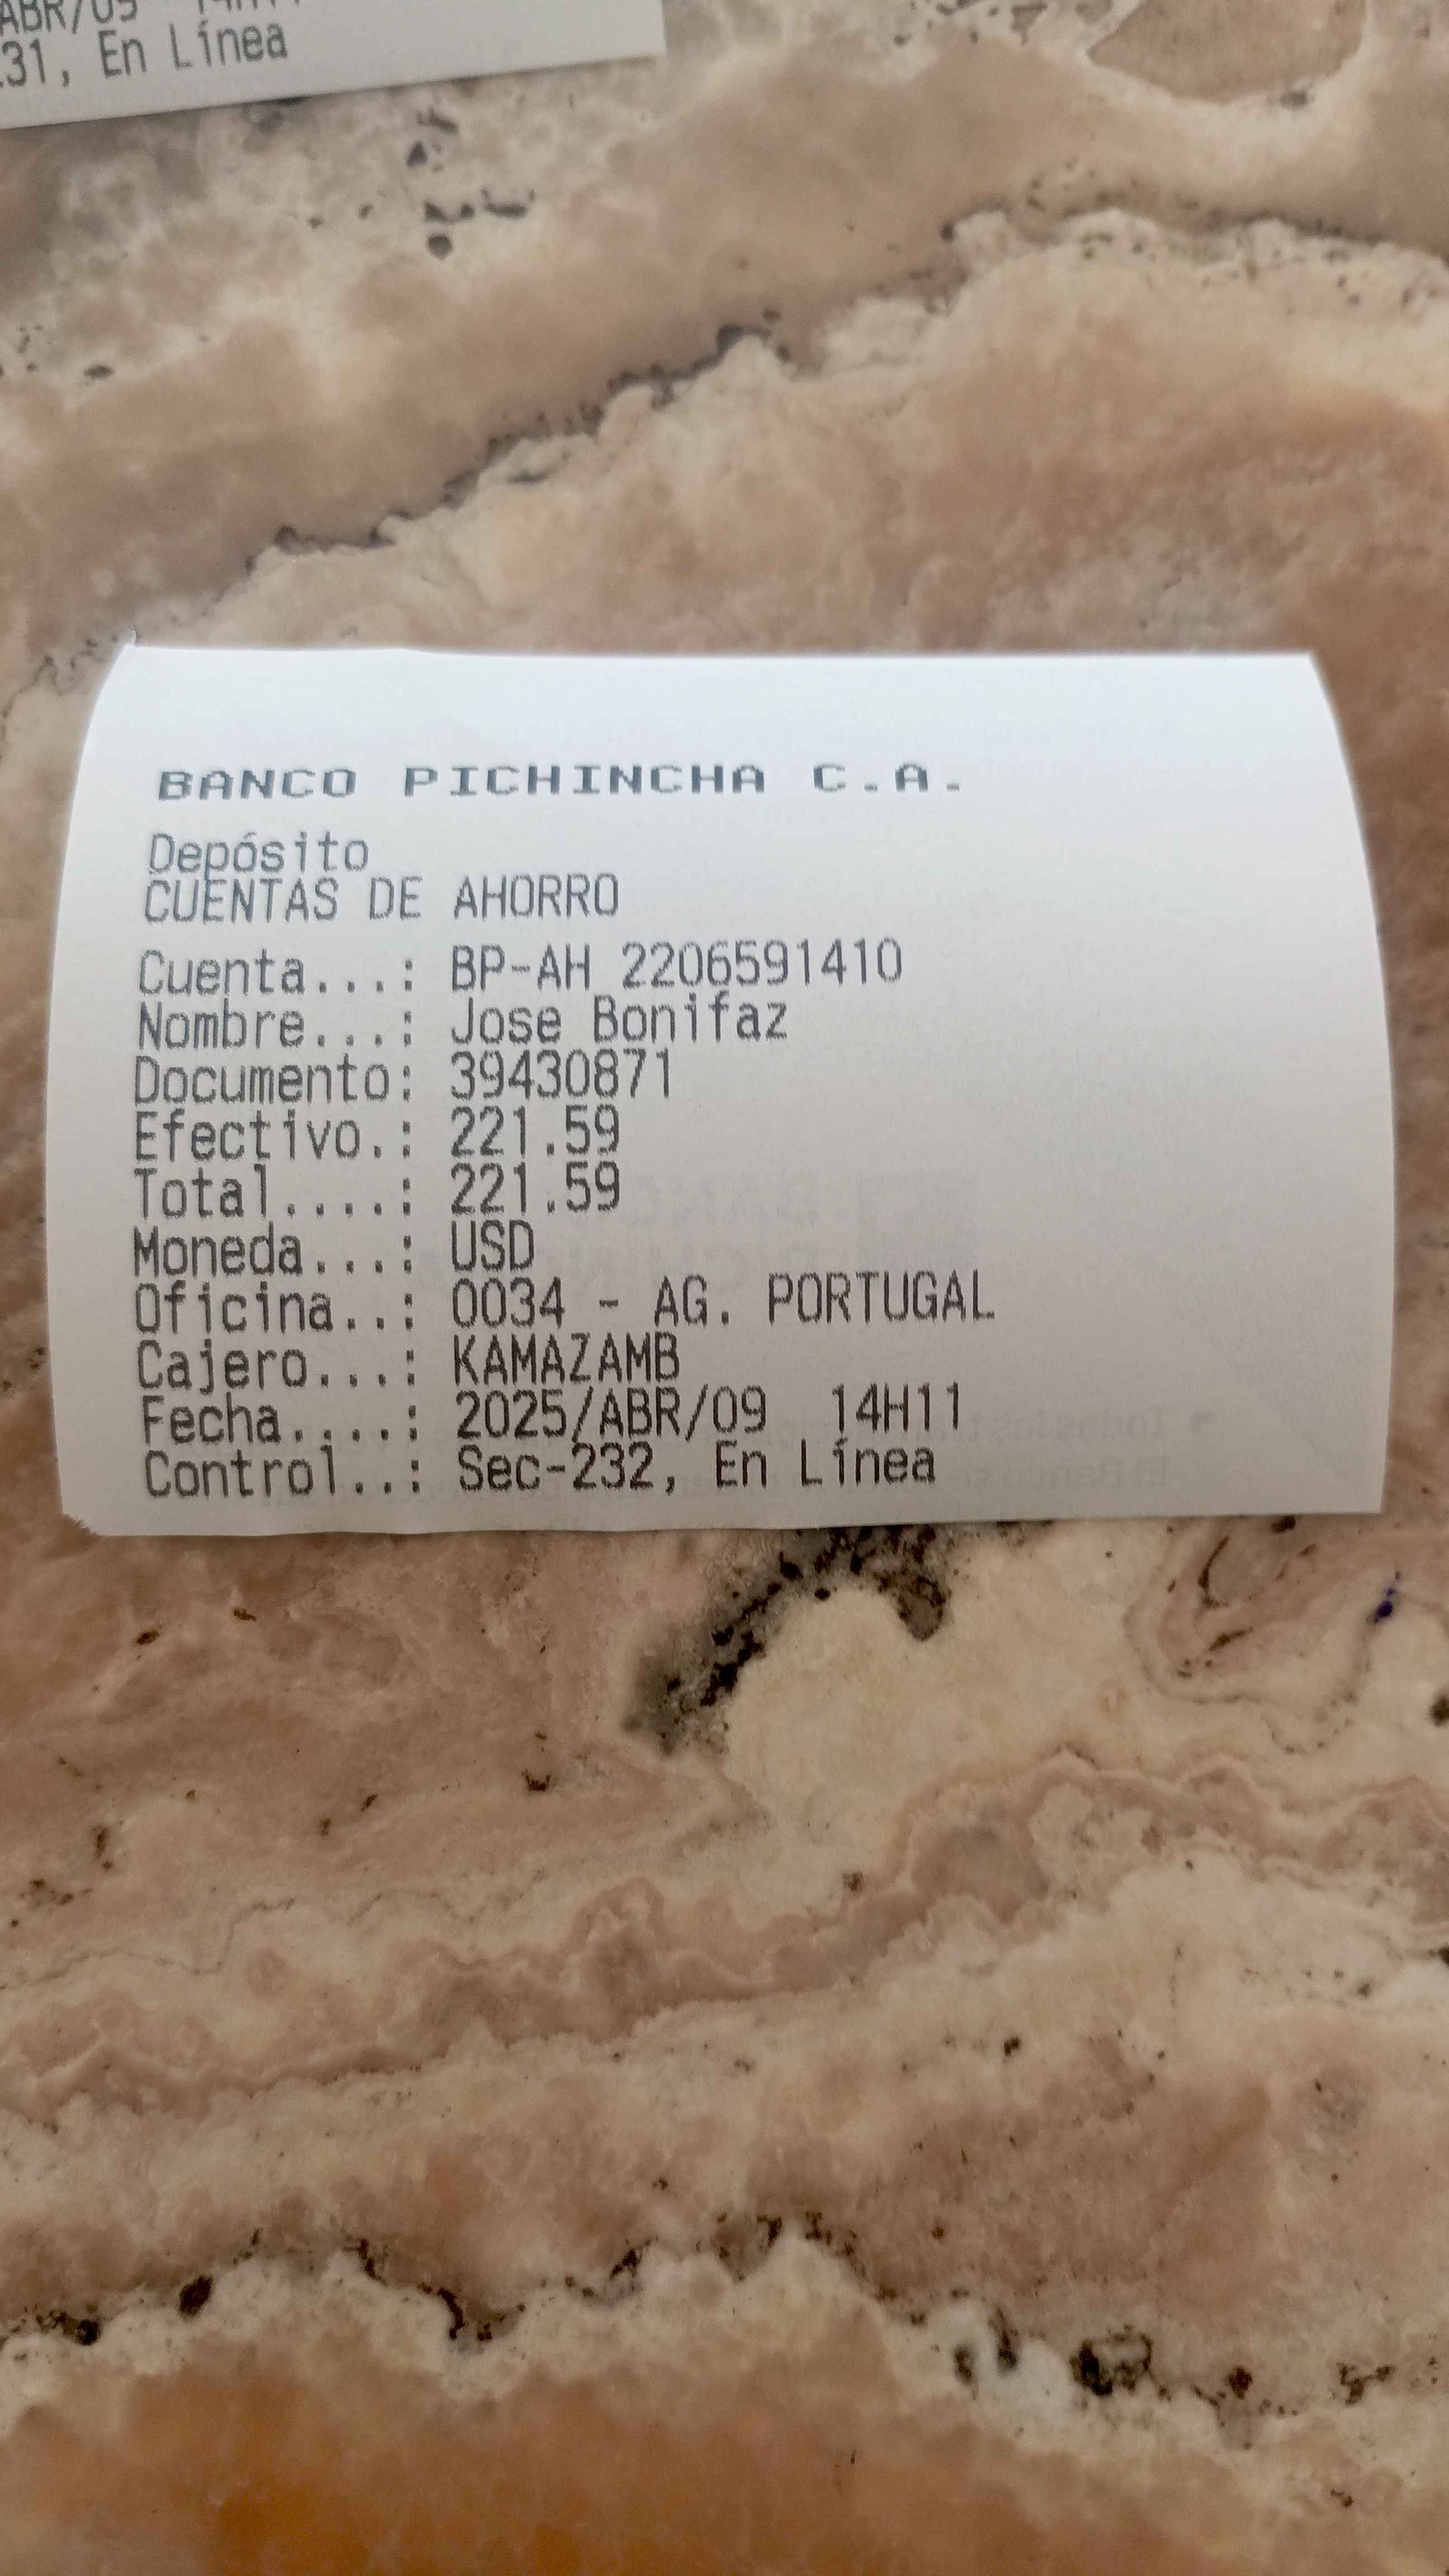 ABR/09
31, En Línea
BANCO PICHINCHA C.A.
Depósito
CUENTAS DE AHORRO
Cuenta...: BP-AH 2206591410
Nombre...: Jose Bonifaz
Documento: 39430871
Efectivo.: 221.59
Total....: 221.59
Moneda...: USD
Oficina..: 0034 - AG. PORTUGAL
Cajero...: KAMAZAMB
Fecha....: 2025/ABR/09 14H11
Control..: Sec-232, En Línea